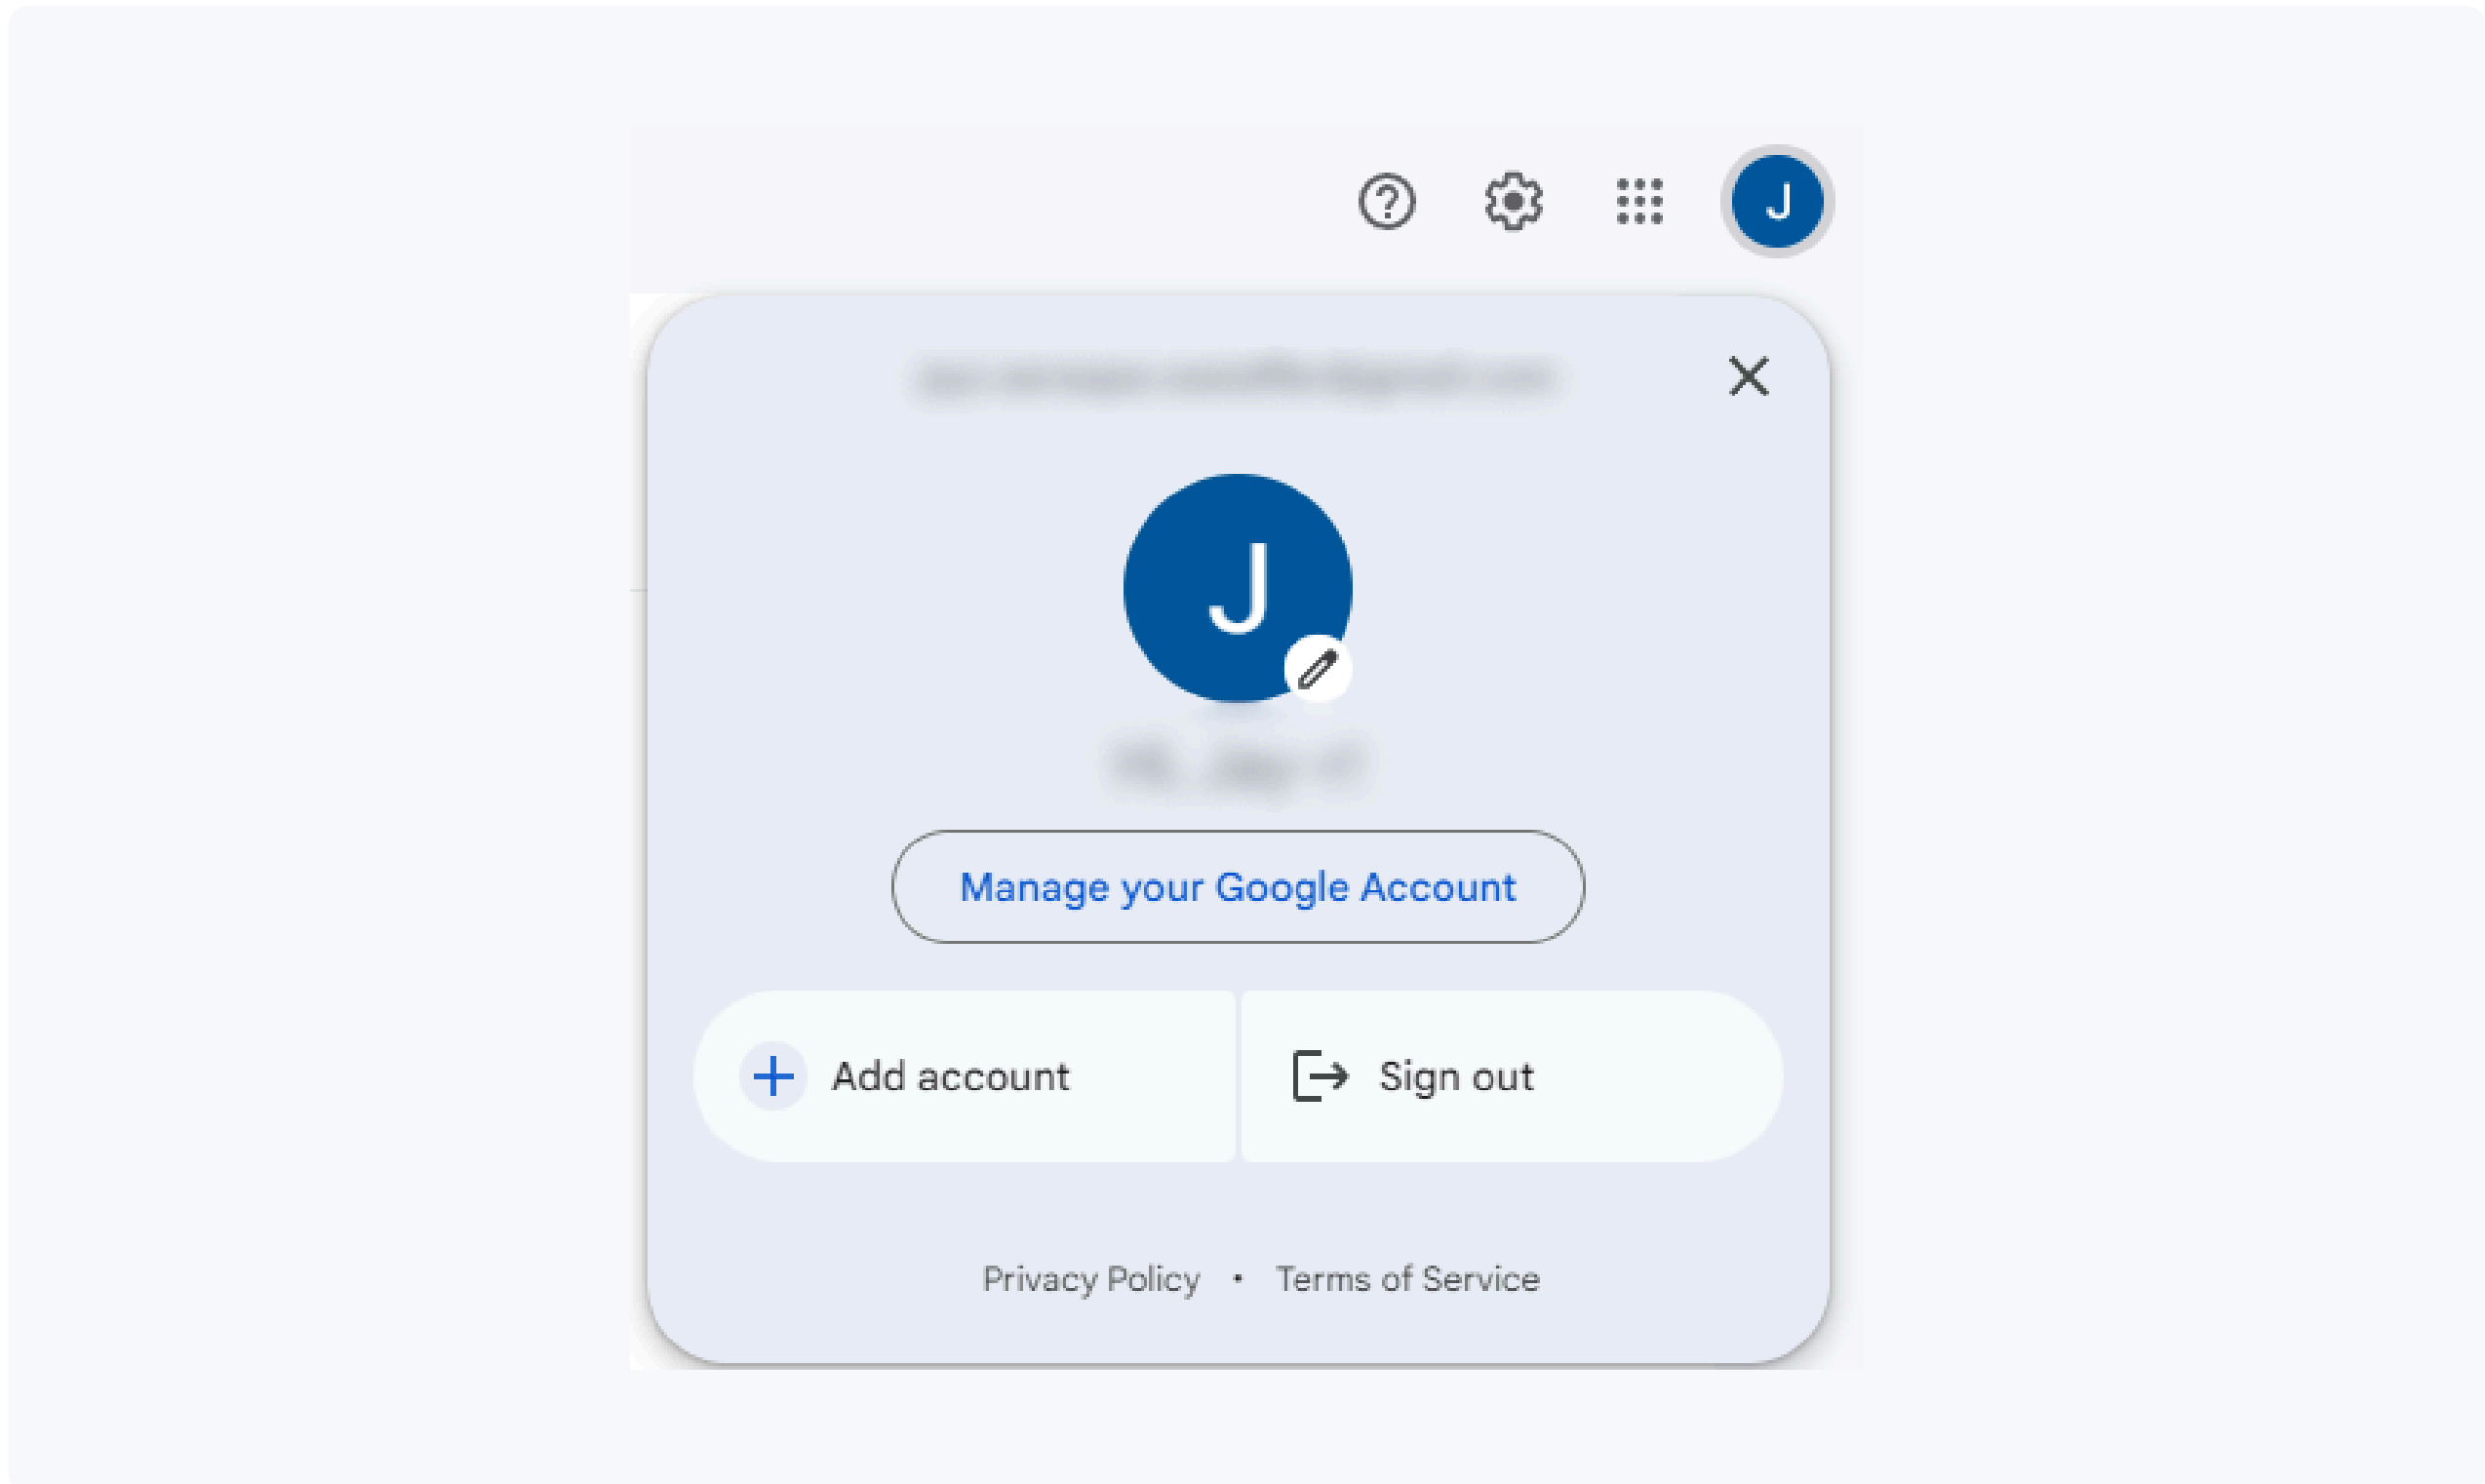 J
J
Manage your Google Account
Add account
Sign out
Privacy Policy • Terms of Service